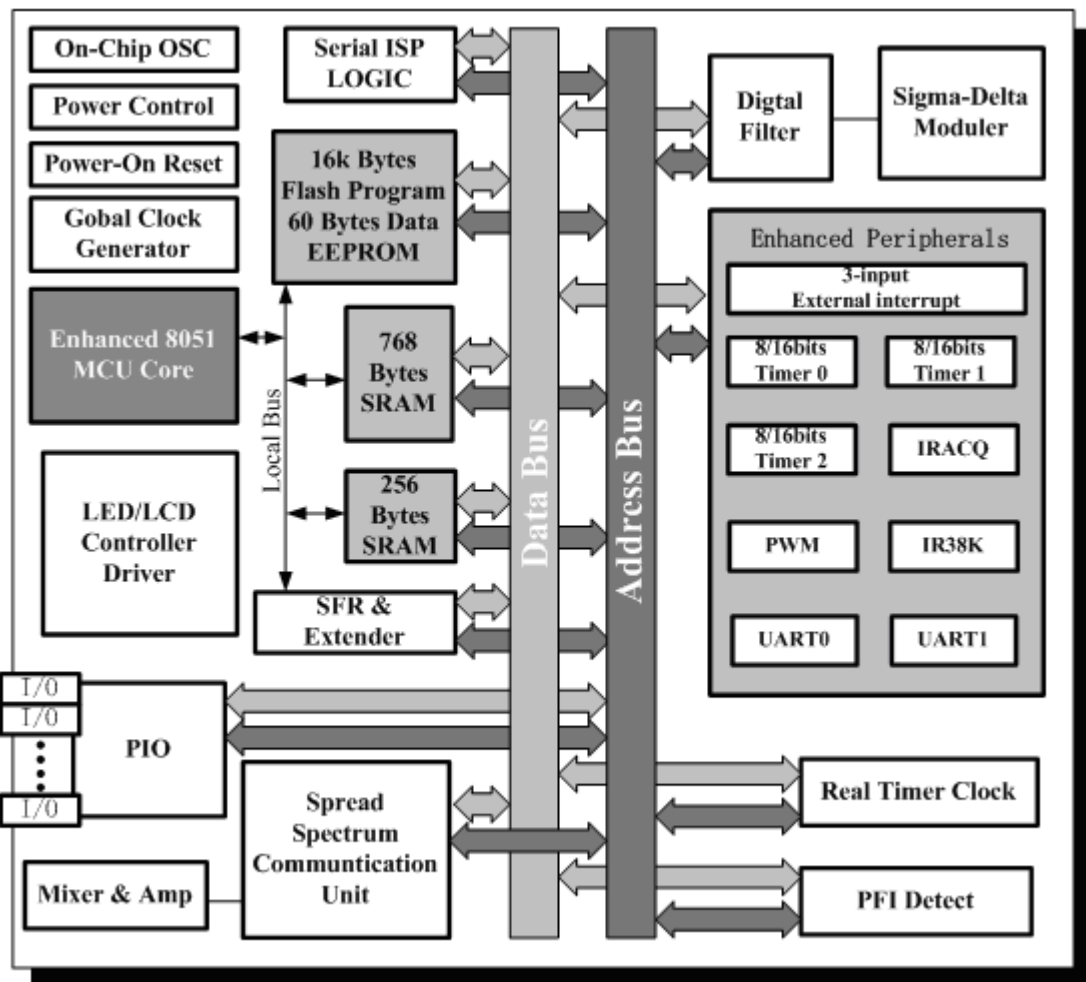 On-Chip OSC
Power Control
Power-On Reset
Gobal Clock
Generator
Enhanced 8051
MCU Core
LED/LCD
Controller
Driver
Serial ISP
LOGIC
16k Bytes
Flash Program
60 Bytes Data
EEPROM
768
Bytes
SRAM
256
Bytes
SRAM
SFR &
Extender
Local Bus
Data Bus
Address Bus
Digtal
Filter
Sigma-Delta
Moduler
Enhanced Peripherals
3-input
External interrupt
8/16bits
Timer 0
8/16bits
Timer 1
8/16bits
Timer 2
IRACQ
PWM
IR38K
UART0
UART1
I/O
I/O
I/O
PIO
Spread
Spectrum
Communtication
Unit
Mixer & Amp
Real Timer Clock
PFI Detect